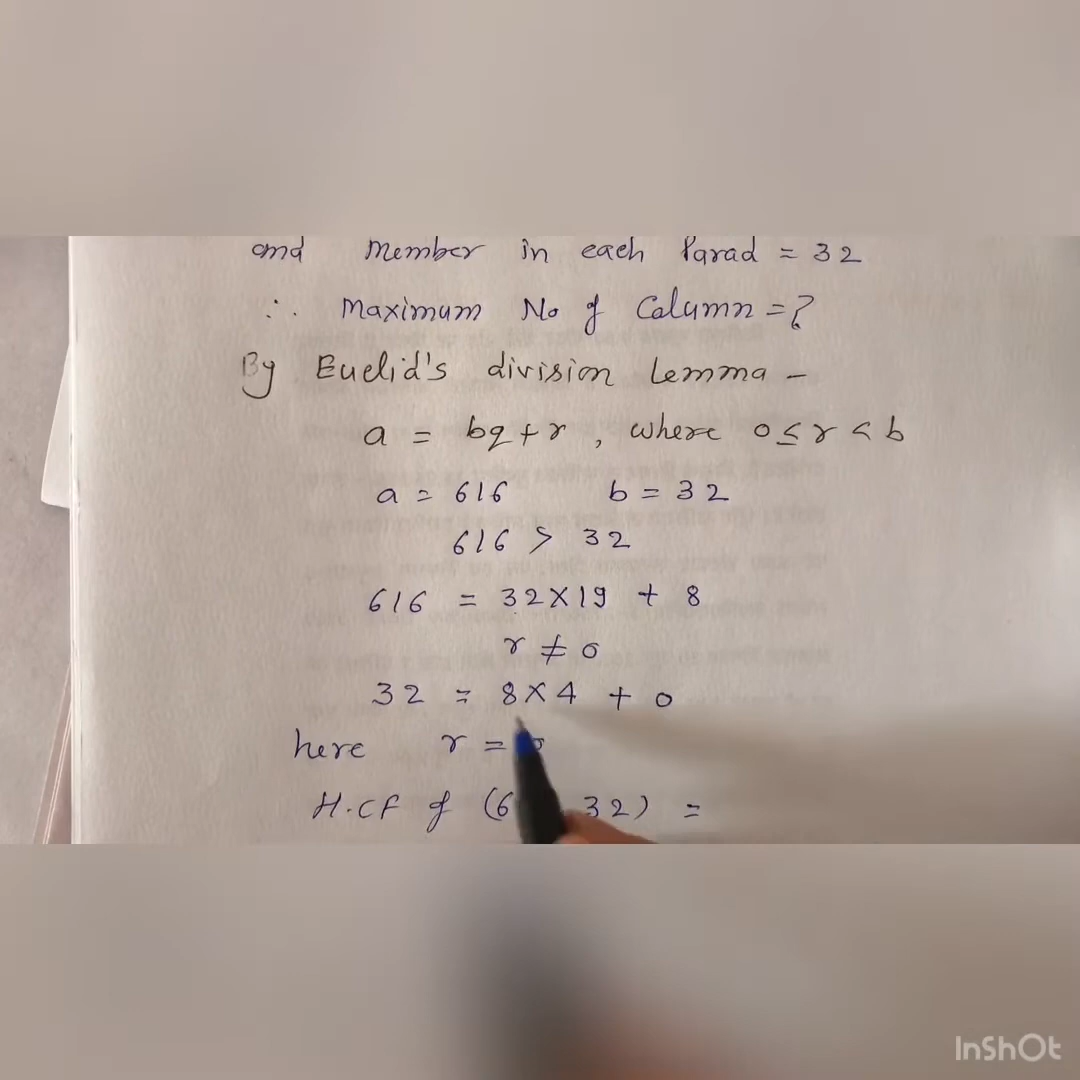 and Member in each Parad = 32
∴ Maximum No of Column = ?
By Euclid's division Lemma –
a = bq + r , where 0 ≤ r < b
a = 616 b = 32
616 > 32
616 = 32 × 19 + 8
r ≠ 0
32 = 8 × 4 + 0
here r =
H.CF of (6 32) =
InShOt